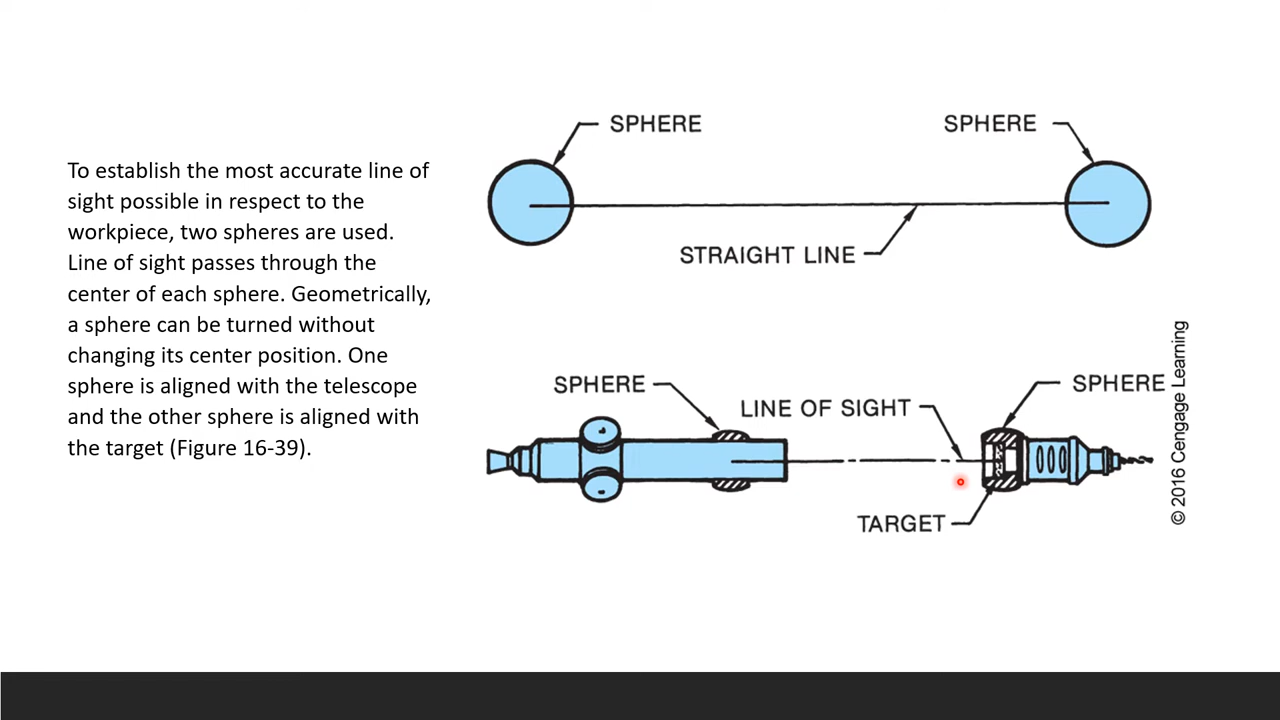 To establish the most accurate line of
sight possible in respect to the
workpiece, two spheres are used.
Line of sight passes through the
center of each sphere. Geometrically,
a sphere can be turned without
changing its center position. One
sphere is aligned with the telescope
and the other sphere is aligned with
the target (Figure 16-39).
SPHERE
SPHERE
STRAIGHT LINE
SPHERE
LINE OF SIGHT
SPHERE
TARGET
© 2016 Cengage Learning